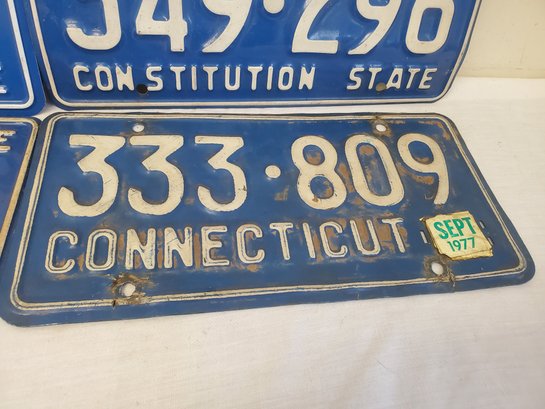 349·296
CONSTITUTION STATE
333·809
CONNECTICUT
SEPT
1977